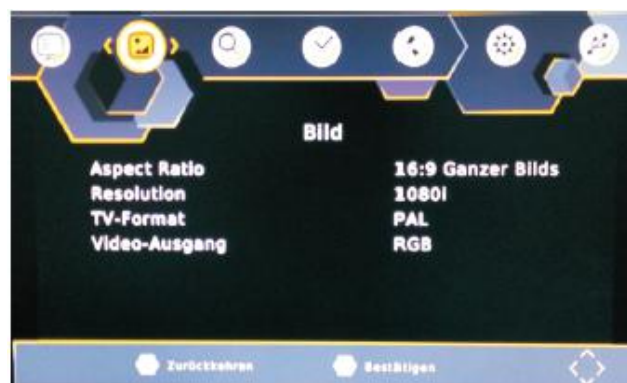 Bild
Aspect Ratio 16:9 Ganzer Bilds
Resolution 1080i
TV-Format PAL
Video-Ausgang RGB
Zurückkehren Bestätigen